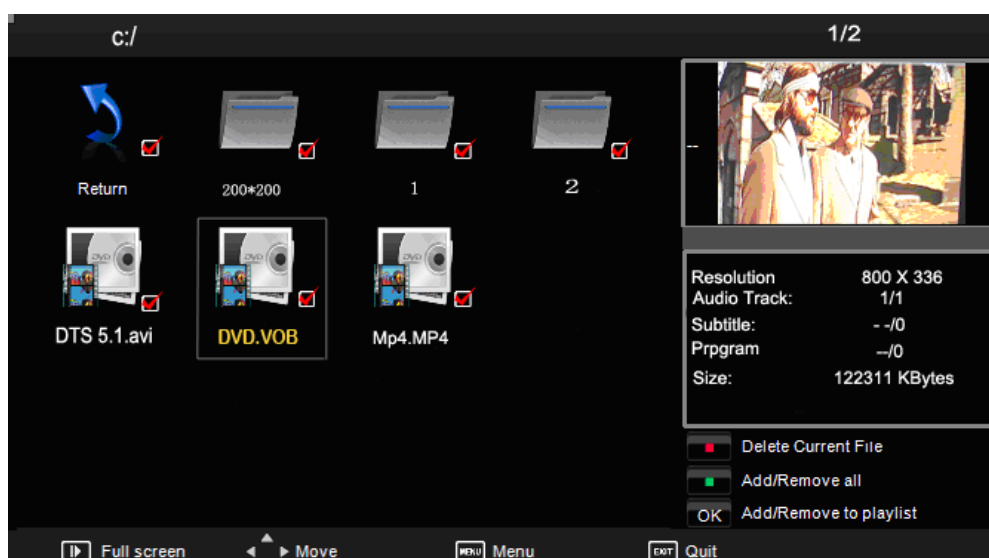 c:/
1/2
Return
200*200
1
2
--
DTS 5.1.avi
DVD.VOB
Mp4.MP4
Resolution 800 X 336
Audio Track: 1/1
Subtitle: - -/0
Prpgram --/0
Size: 122311 KBytes
Delete Current File
Add/Remove all
OK Add/Remove to playlist
Full screen
Move
MENU Menu
EXIT Quit